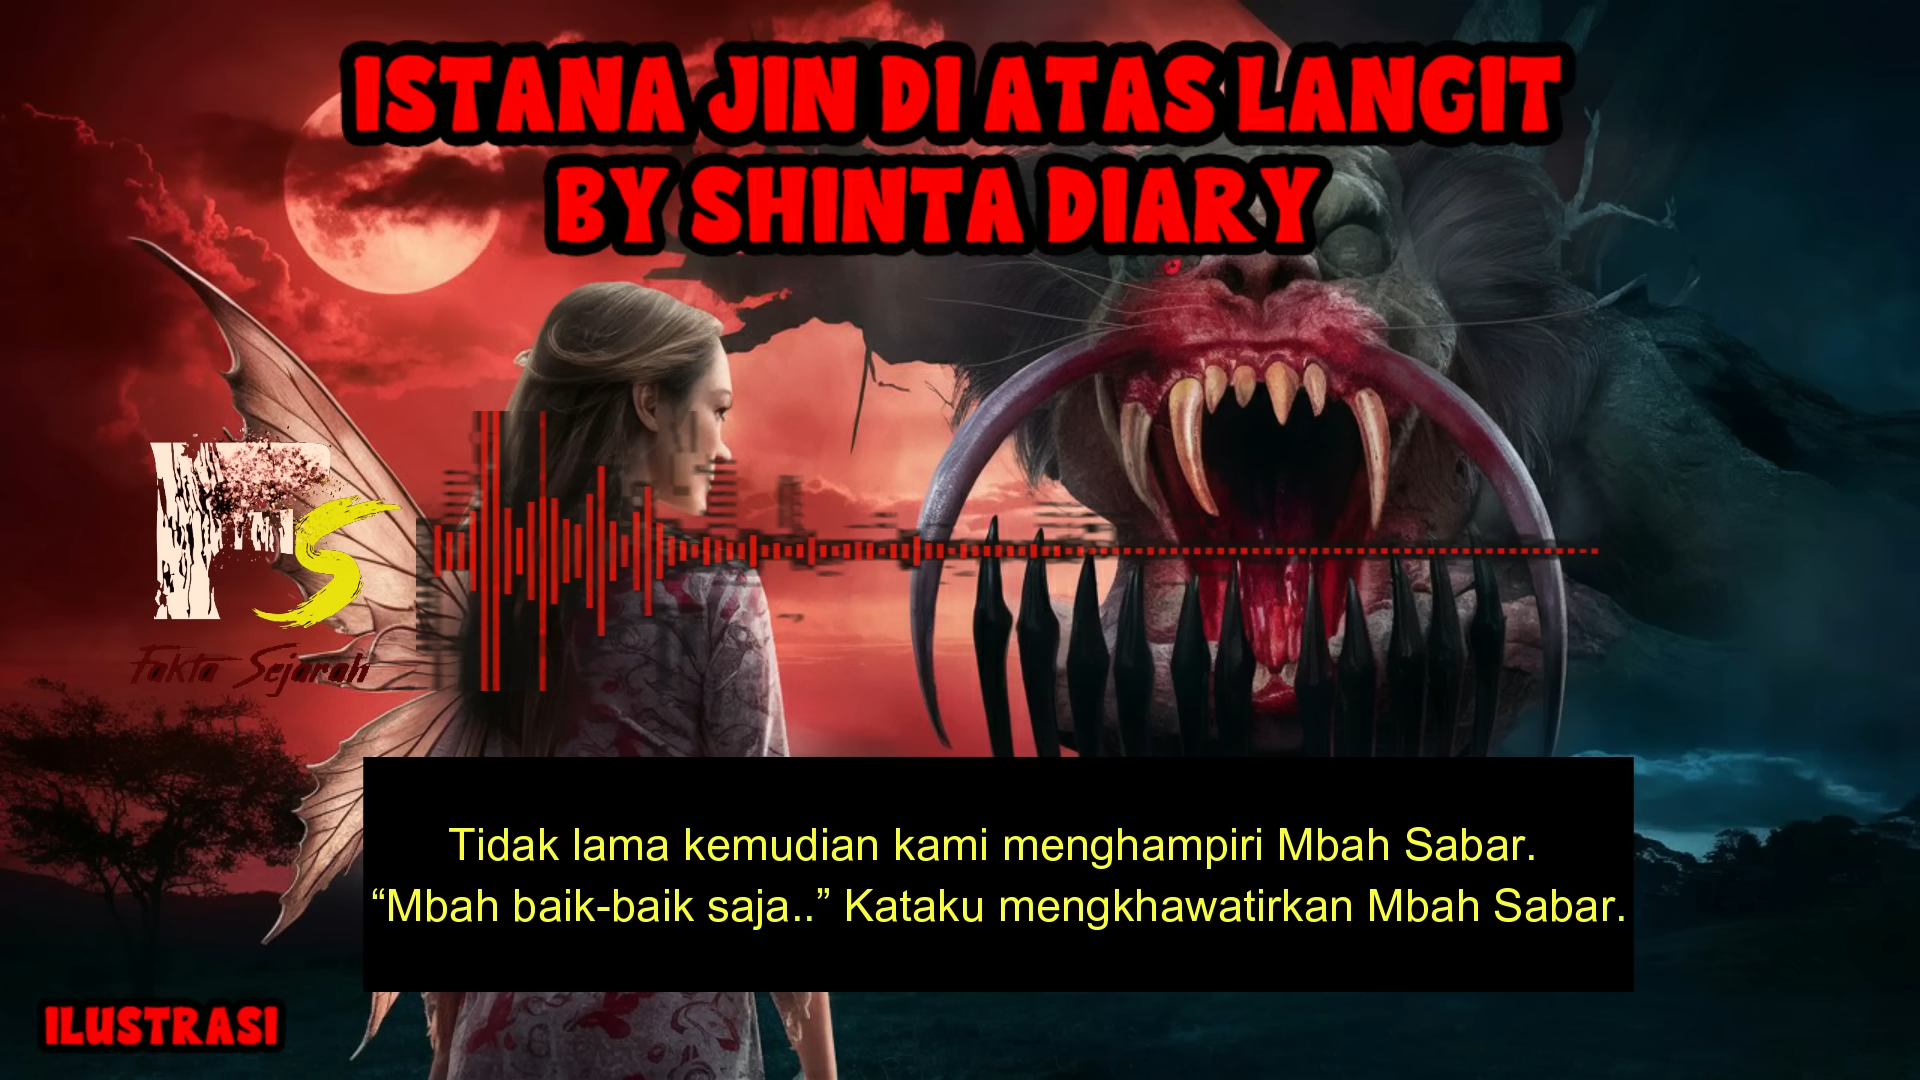 ISTANA JIN DI ATAS LANGIT
BY SHINTA DIARY
FS
Fakta Sejarah
Tidak lama kemudian kami menghampiri Mbah Sabar.
“Mbah baik-baik saja..” Kataku mengkhawatirkan Mbah Sabar.
ILUSTRASI